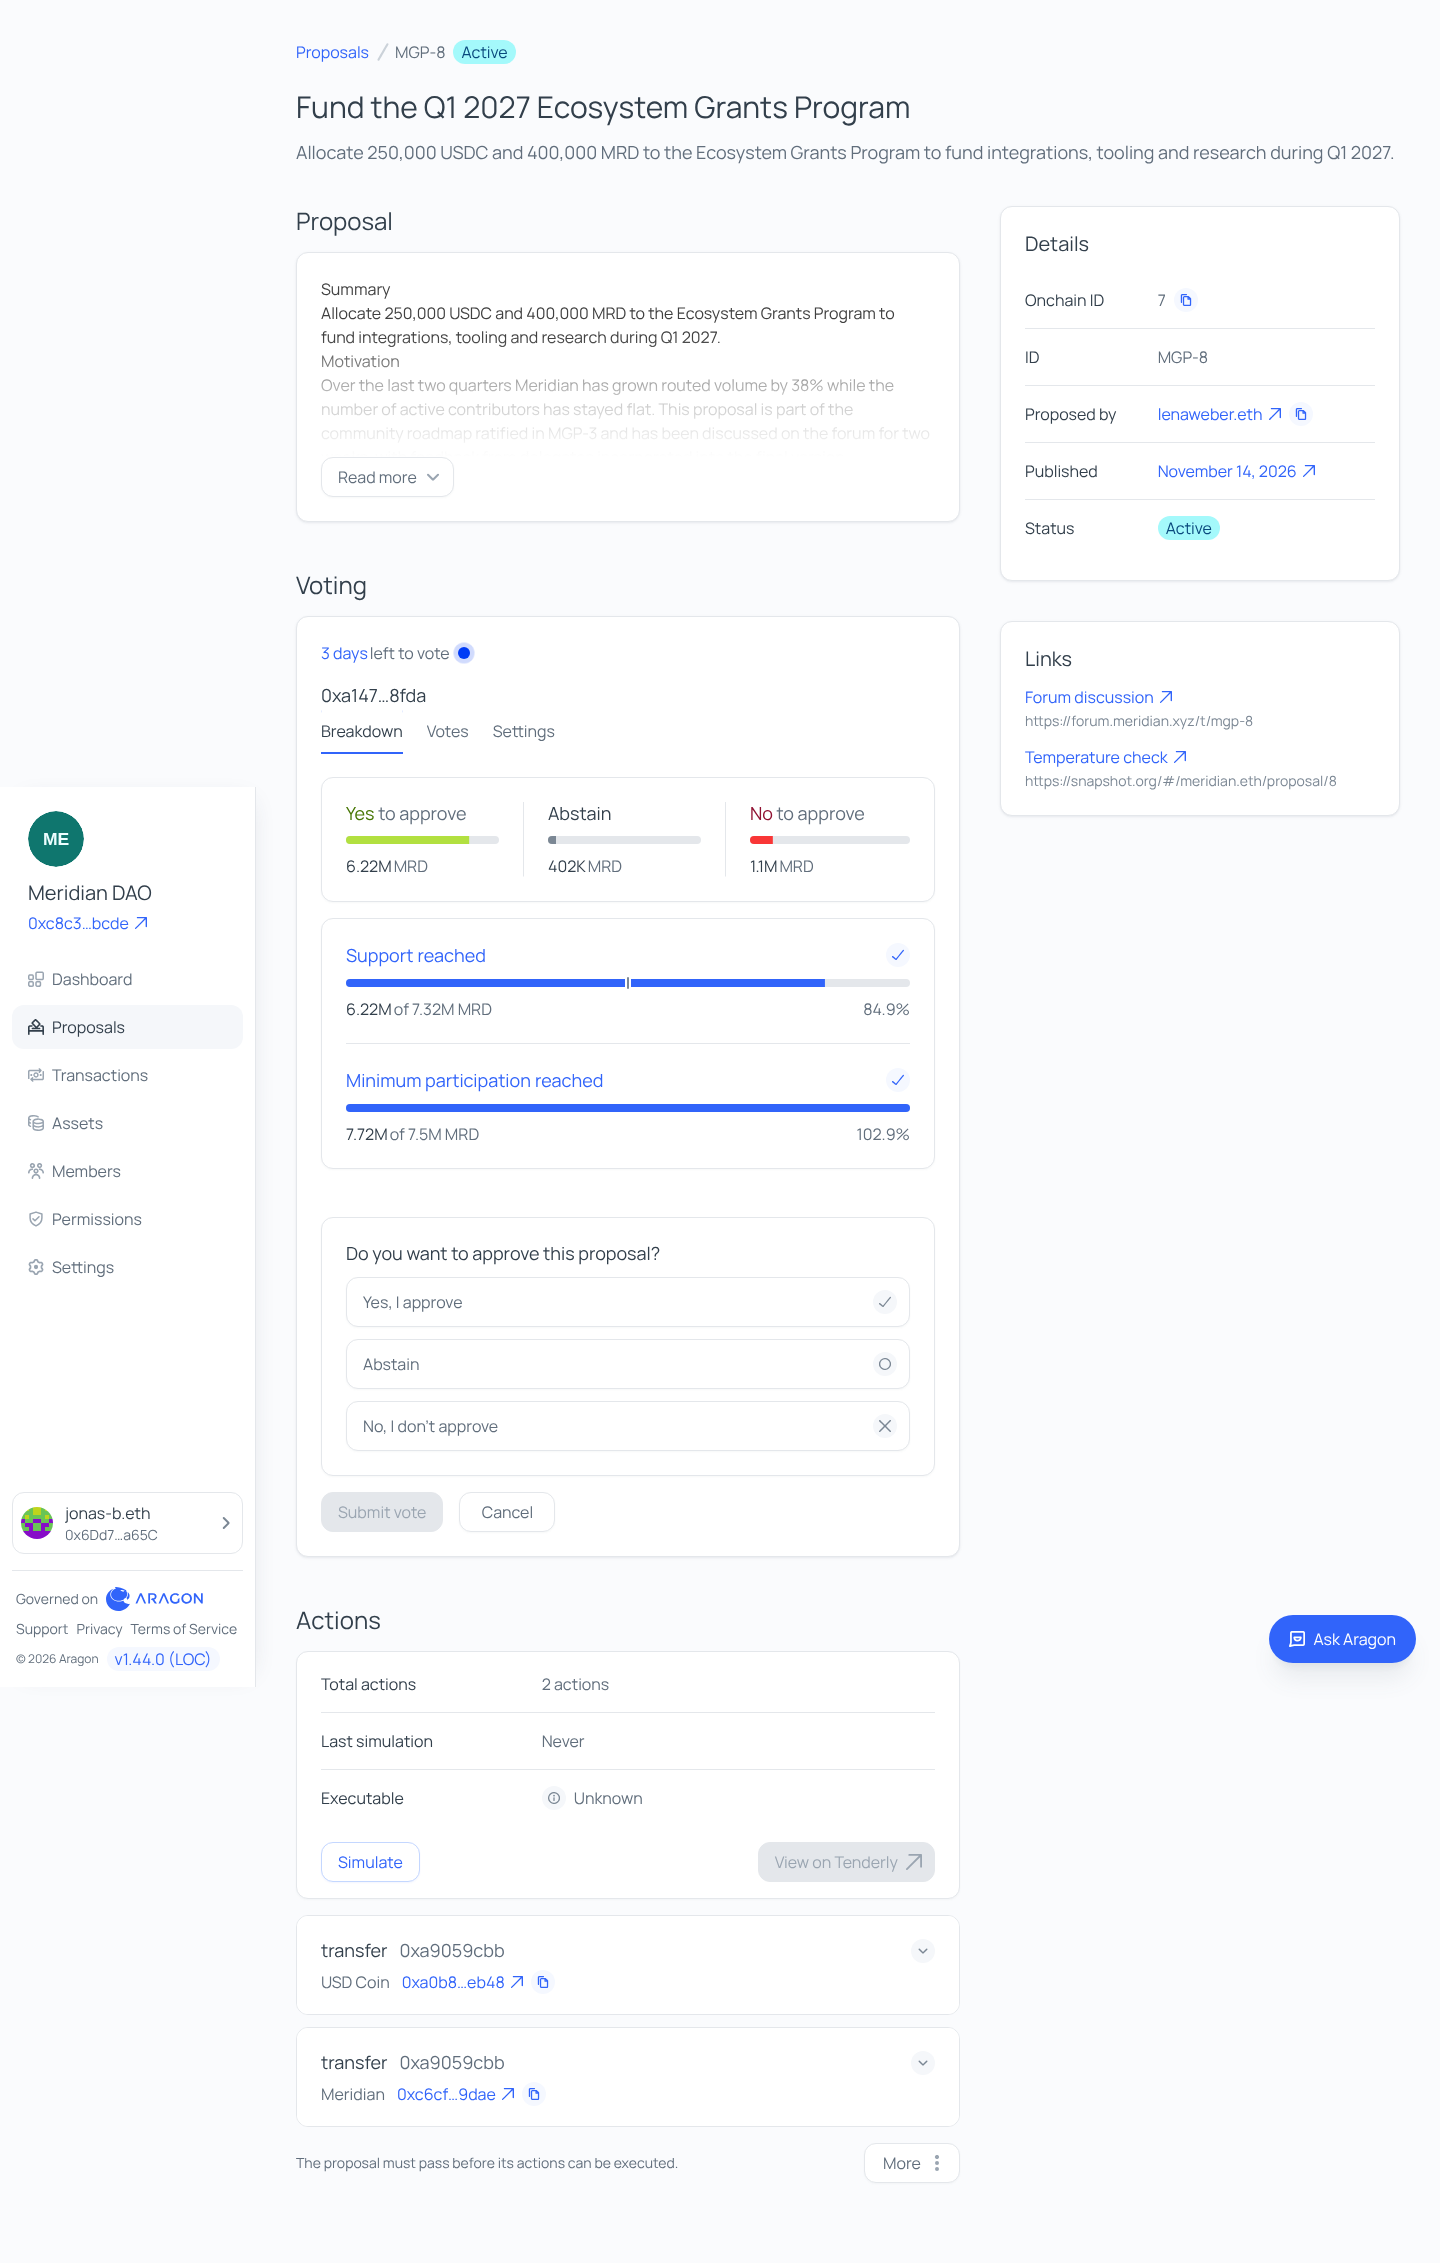 Proposals / MGP-8 Active
Fund the Q1 2027 Ecosystem Grants Program
Allocate 250,000 USDC and 400,000 MRD to the Ecosystem Grants Program to fund integrations, tooling and research during Q1 2027.
Proposal
Summary
Allocate 250,000 USDC and 400,000 MRD to the Ecosystem Grants Program to
fund integrations, tooling and research during Q1 2027.
Motivation
Over the last two quarters Meridian has grown routed volume by 38% while the
number of active contributors has stayed flat. This proposal is part of the
community roadmap ratified in MGP-3 and has been discussed on the forum for two
Read more
Details
Onchain ID 7
ID MGP-8
Proposed by lenaweber.eth
Published November 14, 2026
Status Active
Links
Forum discussion
https://forum.meridian.xyz/t/mgp-8
Temperature check
https://snapshot.org/#/meridian.eth/proposal/8
Voting
3 days left to vote
0xa147…8fda
Breakdown Votes Settings
Yes to approve
6.22M MRD
Abstain
402K MRD
No to approve
1.1M MRD
Support reached
6.22M of 7.32M MRD 84.9%
Minimum participation reached
7.72M of 7.5M MRD 102.9%
Do you want to approve this proposal?
Yes, I approve
Abstain
No, I don't approve
Submit vote Cancel
ME
Meridian DAO
0xc8c3…bcde
Dashboard
Proposals
Transactions
Assets
Members
Permissions
Settings
jonas-b.eth
0x6Dd7…a65C
Governed on ARAGON
Support Privacy Terms of Service
© 2026 Aragon v1.44.0 (LOC)
Actions
Total actions 2 actions
Last simulation Never
Executable Unknown
Simulate View on Tenderly
transfer 0xa9059cbb
USD Coin 0xa0b8…eb48
transfer 0xa9059cbb
Meridian 0xc6cf…9dae
The proposal must pass before its actions can be executed. More
Ask Aragon